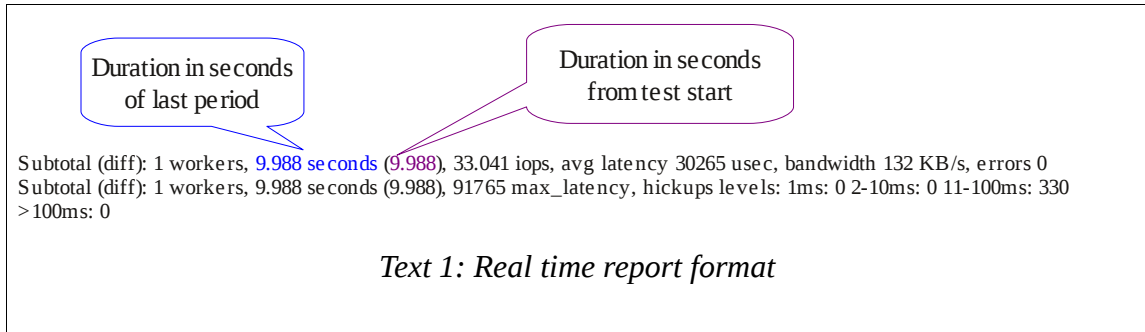 Duration in seconds
of last period
Duration in seconds
from test start
Subtotal (diff): 1 workers, 9.988 seconds (9.988), 33.041 iops, avg latency 30265 usec, bandwidth 132 KB/s, errors 0
Subtotal (diff): 1 workers, 9.988 seconds (9.988), 91765 max_latency, hickups levels: 1ms: 0 2-10ms: 0 11-100ms: 330
>100ms: 0
Text 1: Real time report format